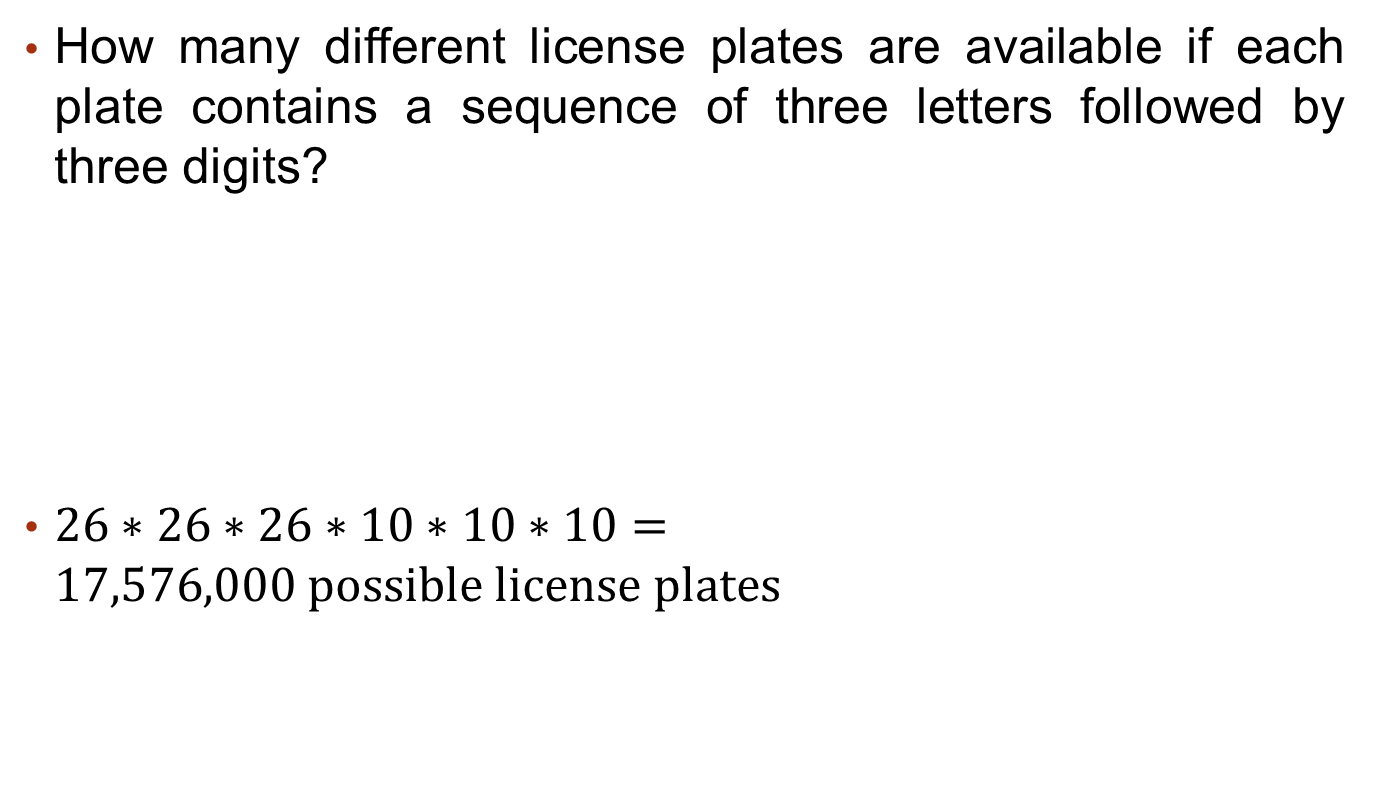 • How many different license plates are available if each
plate contains a sequence of three letters followed by
three digits?
• 26 ∗ 26 ∗ 26 ∗ 10 ∗ 10 ∗ 10 =
17,576,000 possible license plates